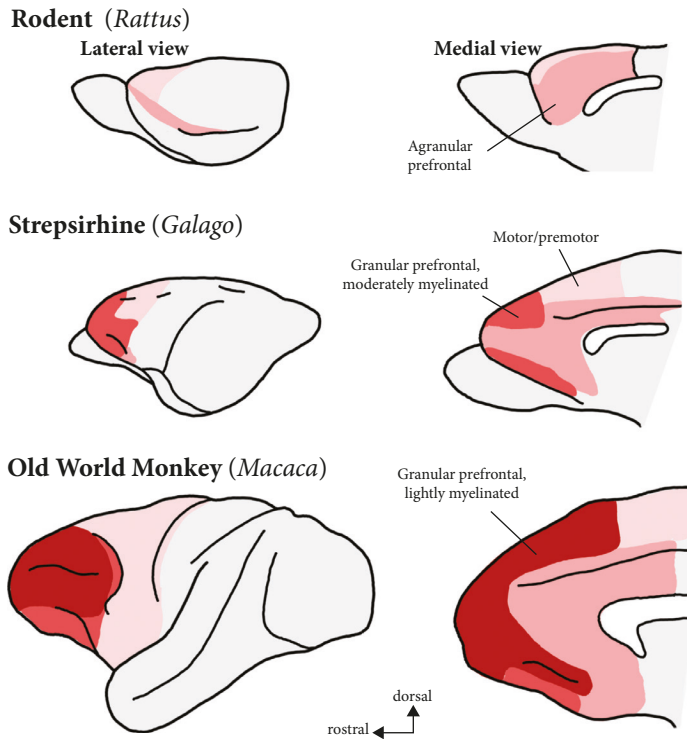 Rodent (Rattus)
Lateral view
Medial view
Agranular
prefrontal
Strepsirhine (Galago)
Motor/premotor
Granular prefrontal,
moderately myelinated
Old World Monkey (Macaca)
Granular prefrontal,
lightly myelinated
dorsal
rostral